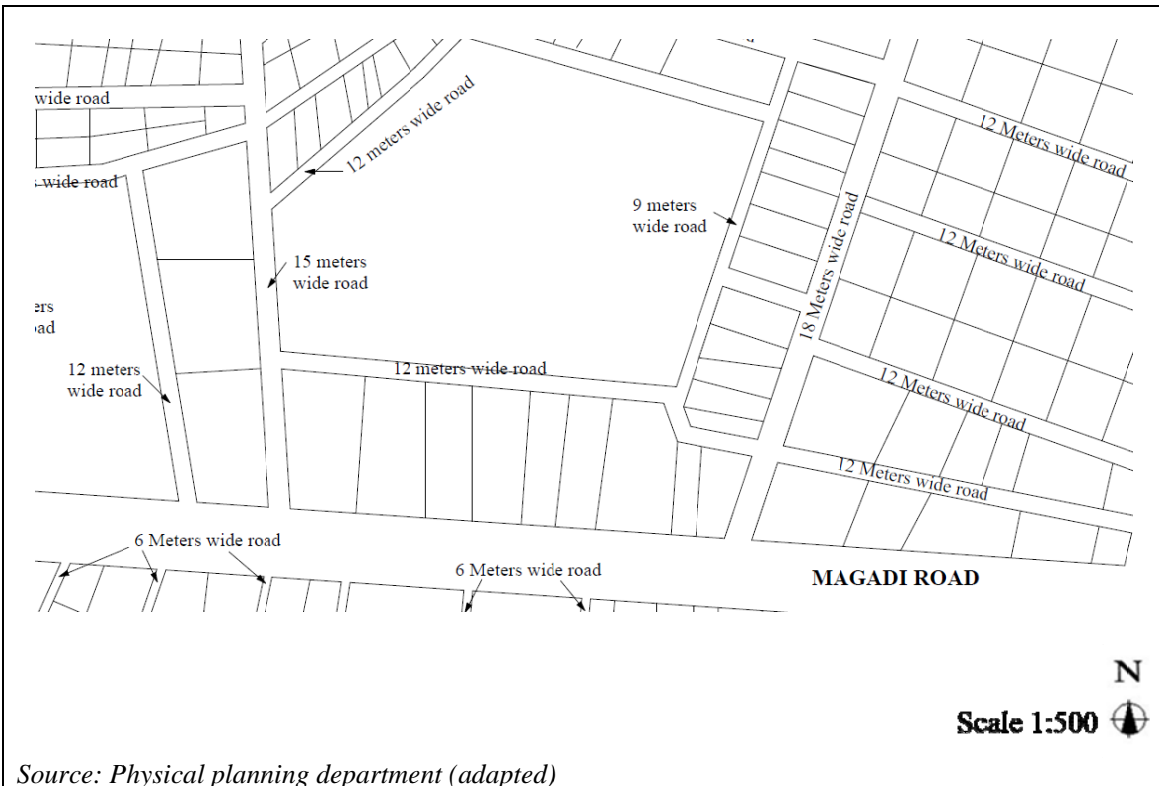 wide road
12 meters wide road
12 Meters wide road
wide road
9 meters
wide road
18 Meters wide road
12 Meters wide road
15 meters
wide road
ers
oad
12 meters
wide road
12 meters wide road
12 Meters wide road
12 Meters wide road
6 Meters wide road
6 Meters wide road
MAGADI ROAD
N
Scale 1:500
Source: Physical planning department (adapted)